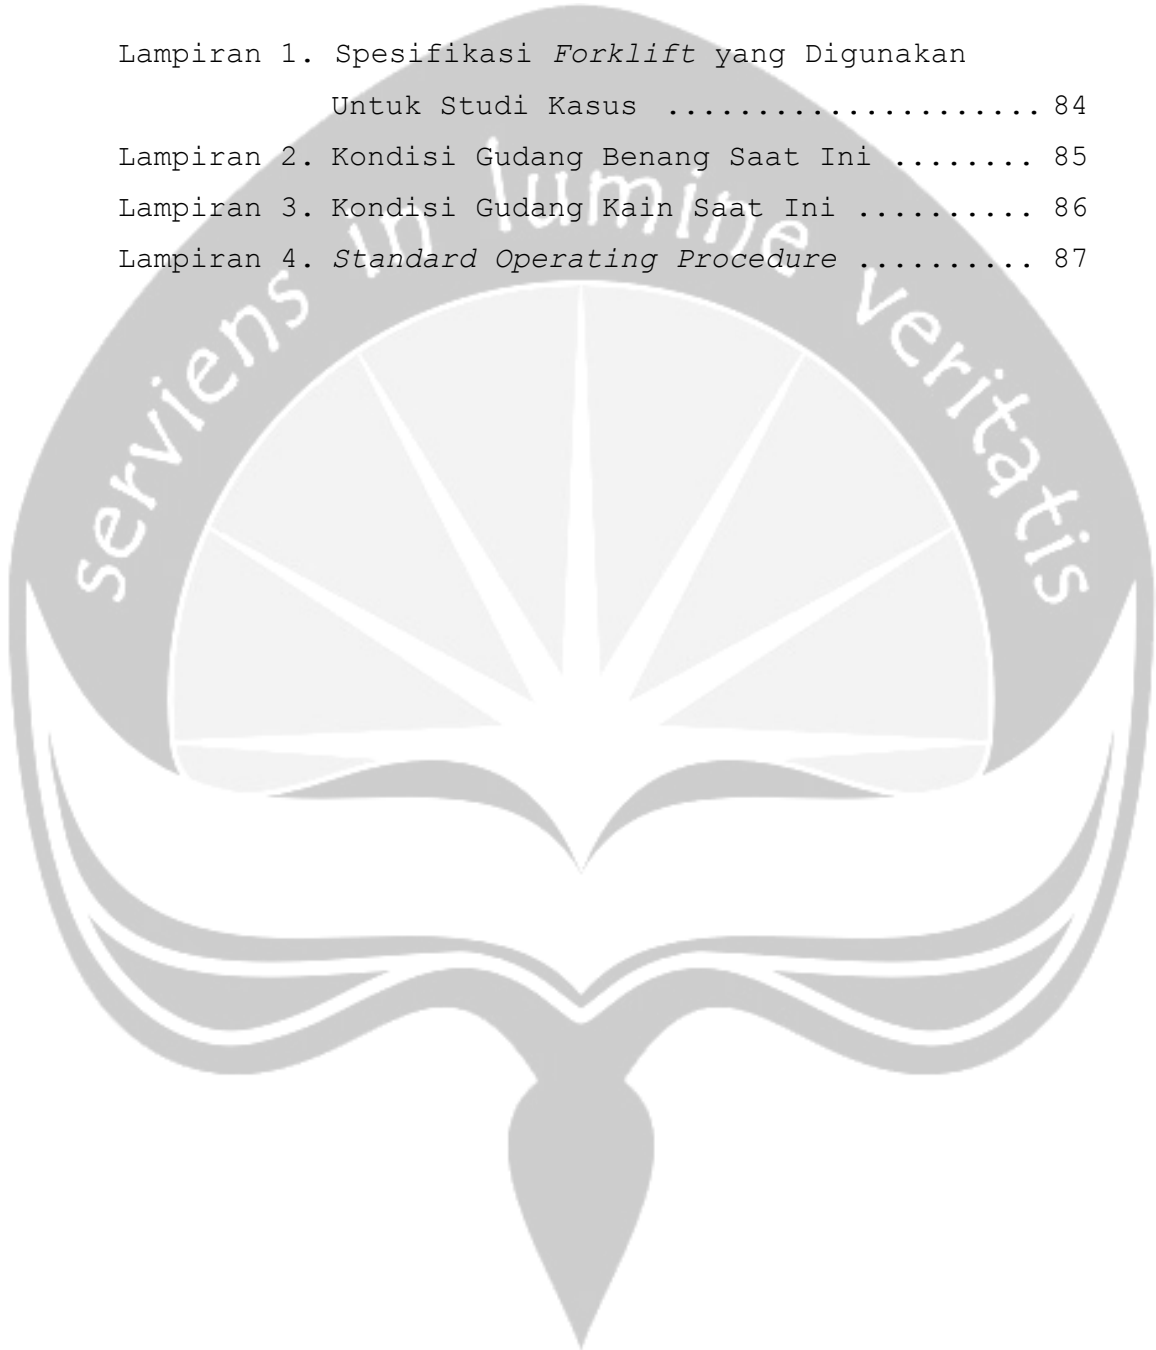 Lampiran 1. Spesifikasi Forklift yang Digunakan
Untuk Studi Kasus ...................... 84
Lampiran 2. Kondisi Gudang Benang Saat Ini ........ 85
Lampiran 3. Kondisi Gudang Kain Saat Ini .......... 86
Lampiran 4. Standard Operating Procedure .......... 87
serviens in lumine veritatis